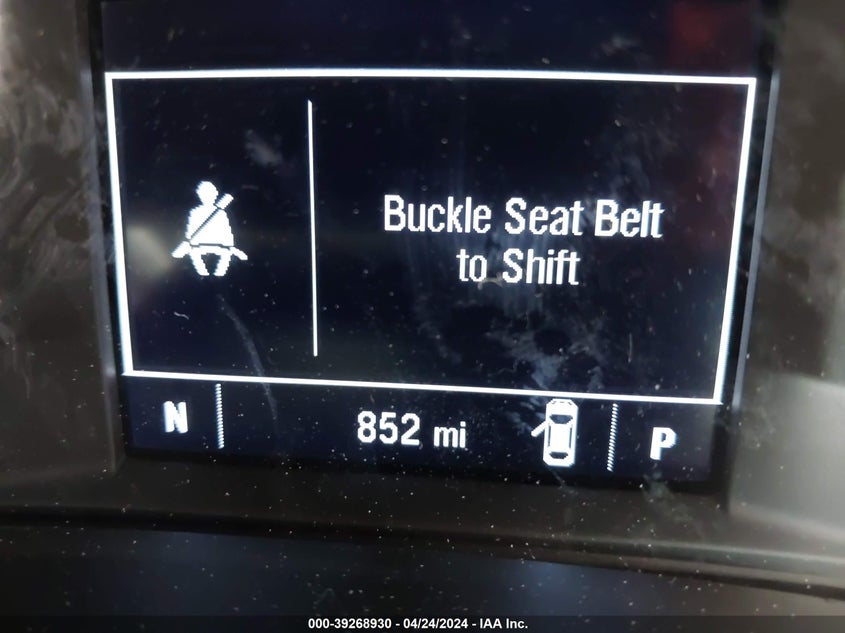 Buckle Seat Belt
to Shift
N
852 mi
P
000-39268930 - 04/24/2024 - IAA Inc.